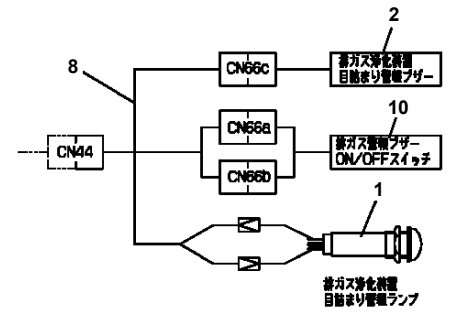 2
CN66c
排ガス浄化装置
目詰まり警報ブザー
8
10
CN66a
排ガス警報ブザー
ON/OFFスイッチ
CN44
CN66b
1
排ガス浄化装置
目詰まり警報ランプ